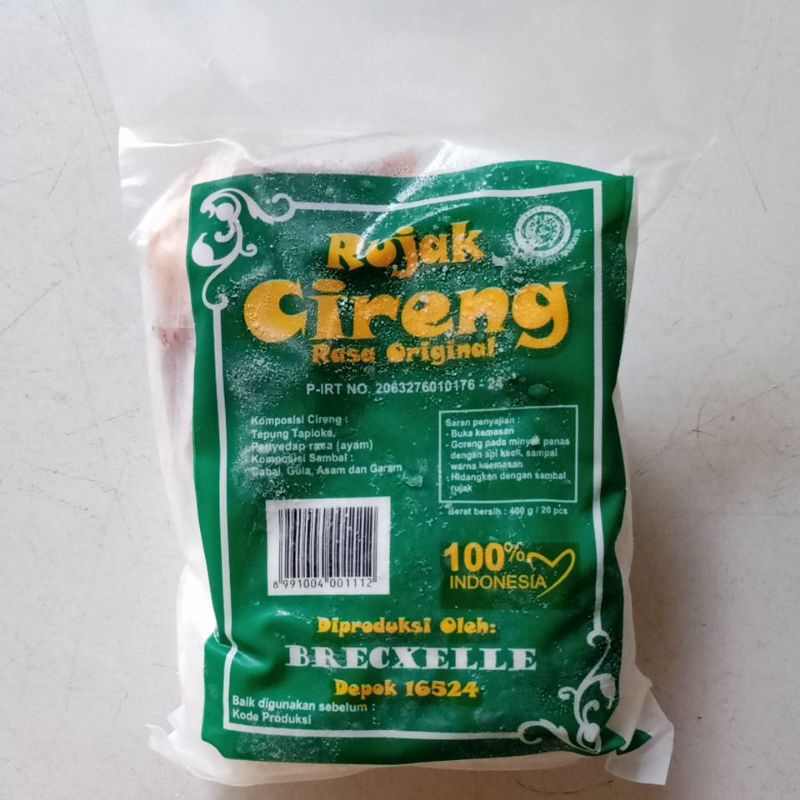 Rujak
Cireng
Rasa Original
P-IRT NO. 2063276010176 - 24
Komposisi Cireng :
Tepung Tapioka,
Penyedap rasa (ayam)
Komposisi Sambal :
Cabai, Gula, Asam dan Garam
Saran penyajian :
- Buka kemasan
- Goreng pada minyak panas
dengan api kecil, sampai
warna keemasan
- Hidangkan dengan sambal
rujak
Berat bersih : 400 g / 20 pcs
8 991004 001112
100%
INDONESIA
Diproduksi Oleh:
BRECXELLE
Depok 16524
Baik digunakan sebelum :
Kode Produksi